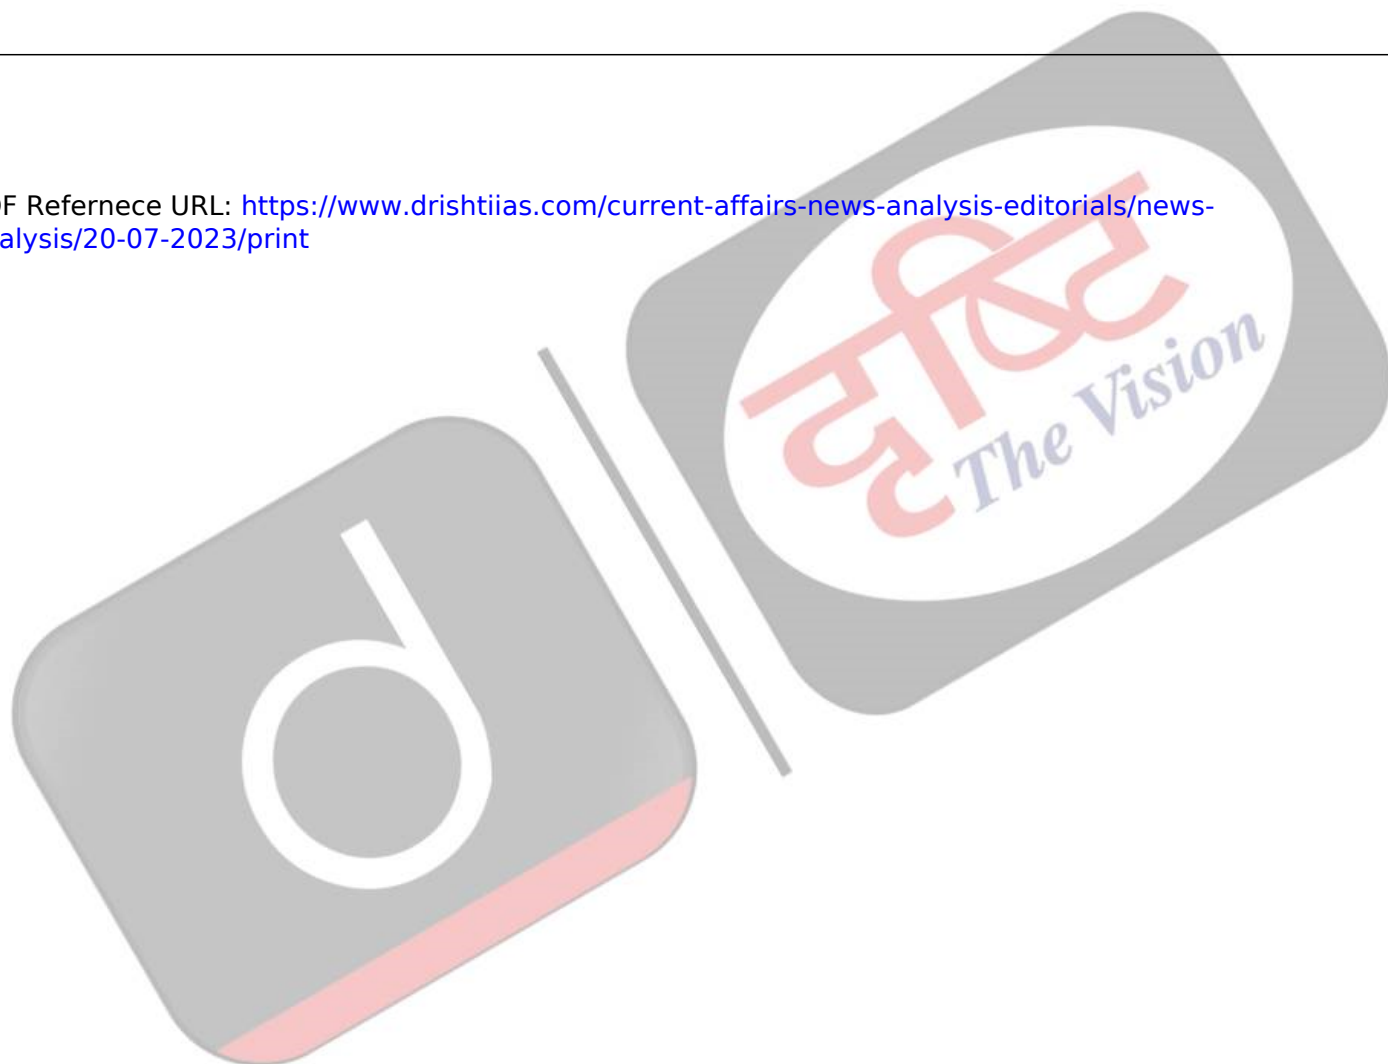 OF Refernece URL: https://www.drishtiias.com/current-affairs-news-analysis-editorials/news-
alysis/20-07-2023/print
दृष्टि
The Vision
d